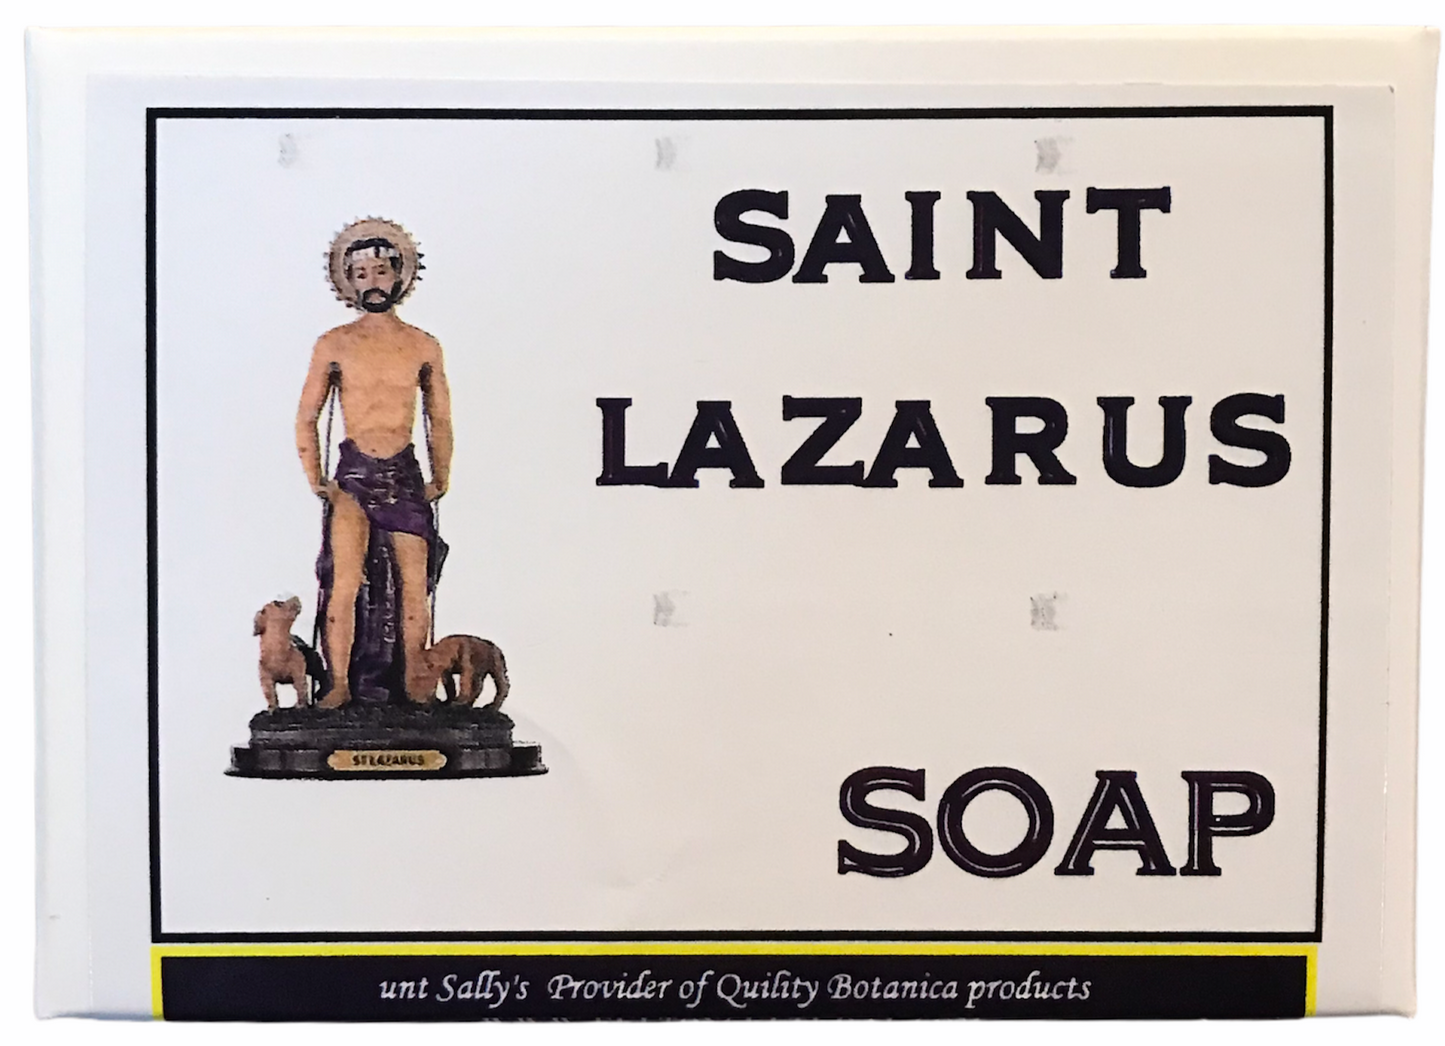 SAINT
LAZARUS
ST LAZARUS
SOAP
unt Sally's Provider of Quility Botanica products